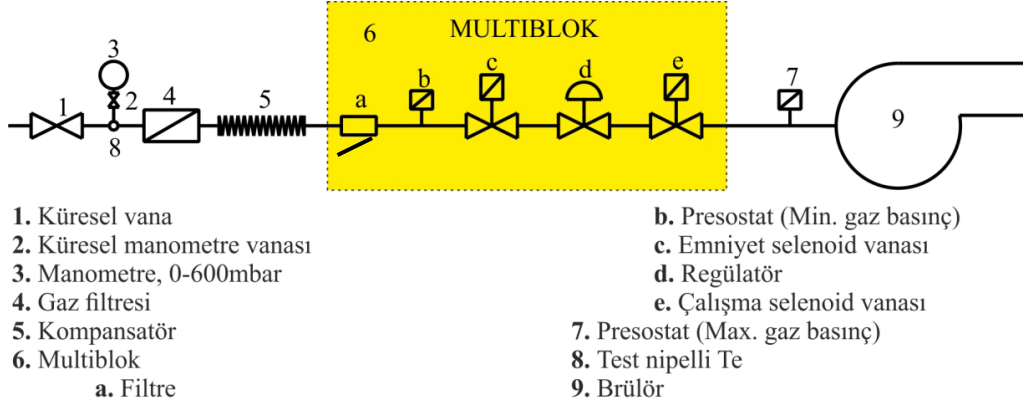 6 MULTIBLOK
3 c e
b d 7
2 4 a
1 5
9
8
1. Küresel vana
2. Küresel manometre vanası
3. Manometre, 0-600mbar
4. Gaz filtresi
5. Kompansatör
6. Multiblok
a. Filtre
b. Presostat (Min. gaz basınç)
c. Emniyet selenoid vanası
d. Regülatör
e. Çalışma selenoid vanası
7. Presostat (Max. gaz basınç)
8. Test nipelli Te
9. Brülör